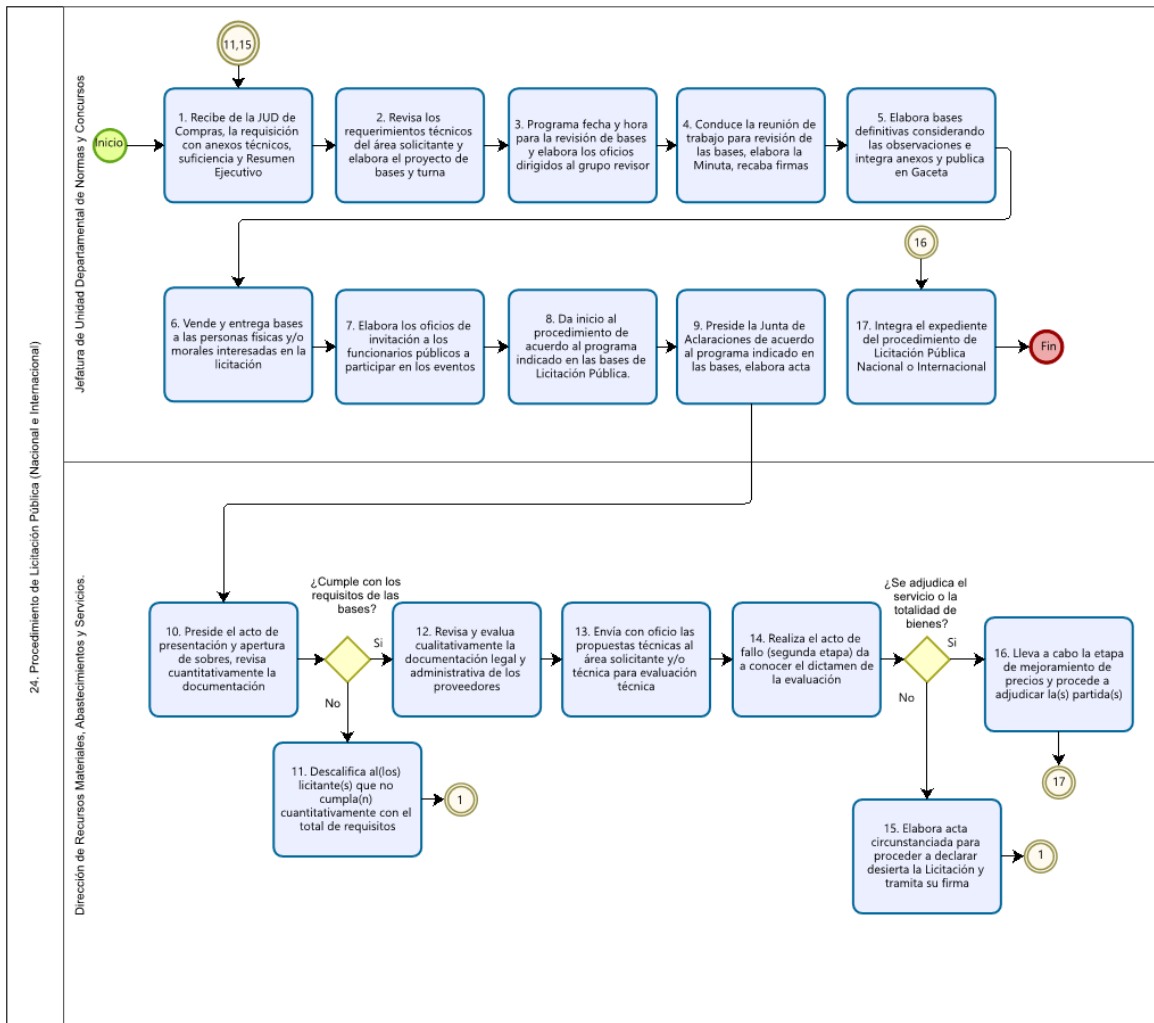 24. Procedimiento de Licitación Pública (Nacional e Internacional)
Jefatura de Unidad Departamental de Normas y Concursos
11,15
Inicio
1. Recibe de la JUD de
Compras, la requisición
con anexos técnicos,
suficiencia y Resumen
Ejecutivo
2. Revisa los
requerimientos técnicos
del área solicitante y
elabora el proyecto de
bases y turna
3. Programa fecha y hora
para la revisión de bases
y elabora los oficios
dirigidos al grupo revisor
4. Conduce la reunión de
trabajo para revisión de
las bases, elabora la
Minuta, recaba firmas
5. Elabora bases
definitivas considerando
las observaciones e
integra anexos y publica
en Gaceta
6. Vende y entrega bases
a las personas físicas y/o
morales interesadas en la
licitación
7. Elabora los oficios de
invitación a los
funcionarios públicos a
participar en los eventos
8. Da inicio al
procedimiento de
acuerdo al programa
indicado en las bases de
Licitación Pública.
9. Preside la Junta de
Aclaraciones de acuerdo
al programa indicado en
las bases, elabora acta
16
17. Integra el expediente
del procedimiento de
Licitación Pública
Nacional o Internacional
Fin
Dirección de Recursos Materiales, Abastecimientos y Servicios.
10. Preside el acto de
presentación y apertura
de sobres, revisa
cuantitativamente la
documentación
¿Cumple con los
requisitos de las
bases?
Si
No
11. Descalifica al(los)
licitante(s) que no
cumpla(n)
cuantitativamente con el
total de requisitos
1
12. Revisa y evalua
cualitativamente la
documentación legal y
administrativa de los
proveedores
13. Envía con oficio las
propuestas técnicas al
área solicitante y/o
técnica para evaluación
técnica
14. Realiza el acto de
fallo (segunda etapa) da
a conocer el dictamen de
la evaluación
¿Se adjudica el
servicio o la
totalidad de
bienes?
Si
No
16. Lleva a cabo la etapa
de mejoramiento de
precios y procede a
adjudicar la(s) partida(s)
17
15. Elabora acta
circunstanciada para
proceder a declarar
desierta la Licitación y
tramita su firma
1